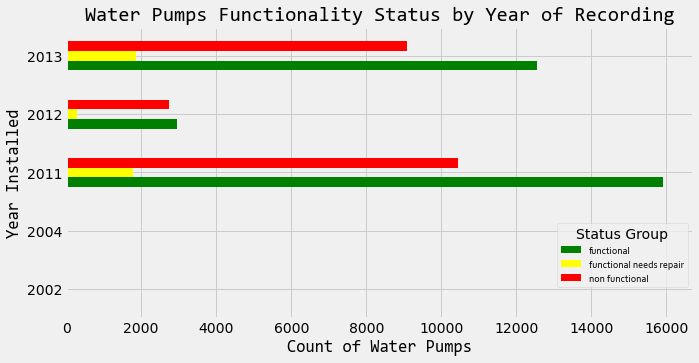 Water Pumps Functionality Status by Year of Recording
2013
2012
2011
2004
2002
Year Installed
Status Group
functional
functional needs repair
non functional
0 2000 4000 6000 8000 10000 12000 14000 16000
Count of Water Pumps